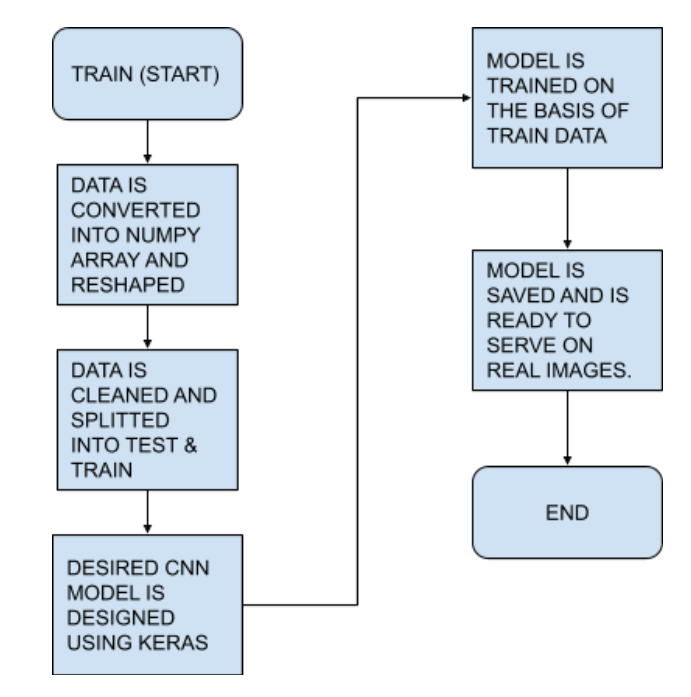 TRAIN (START)
DATA IS
CONVERTED
INTO NUMPY
ARRAY AND
RESHAPED
DATA IS
CLEANED AND
SPLITTED
INTO TEST &
TRAIN
DESIRED CNN
MODEL IS
DESIGNED
USING KERAS
MODEL IS
TRAINED ON
THE BASIS OF
TRAIN DATA
MODEL IS
SAVED AND IS
READY TO
SERVE ON
REAL IMAGES.
END